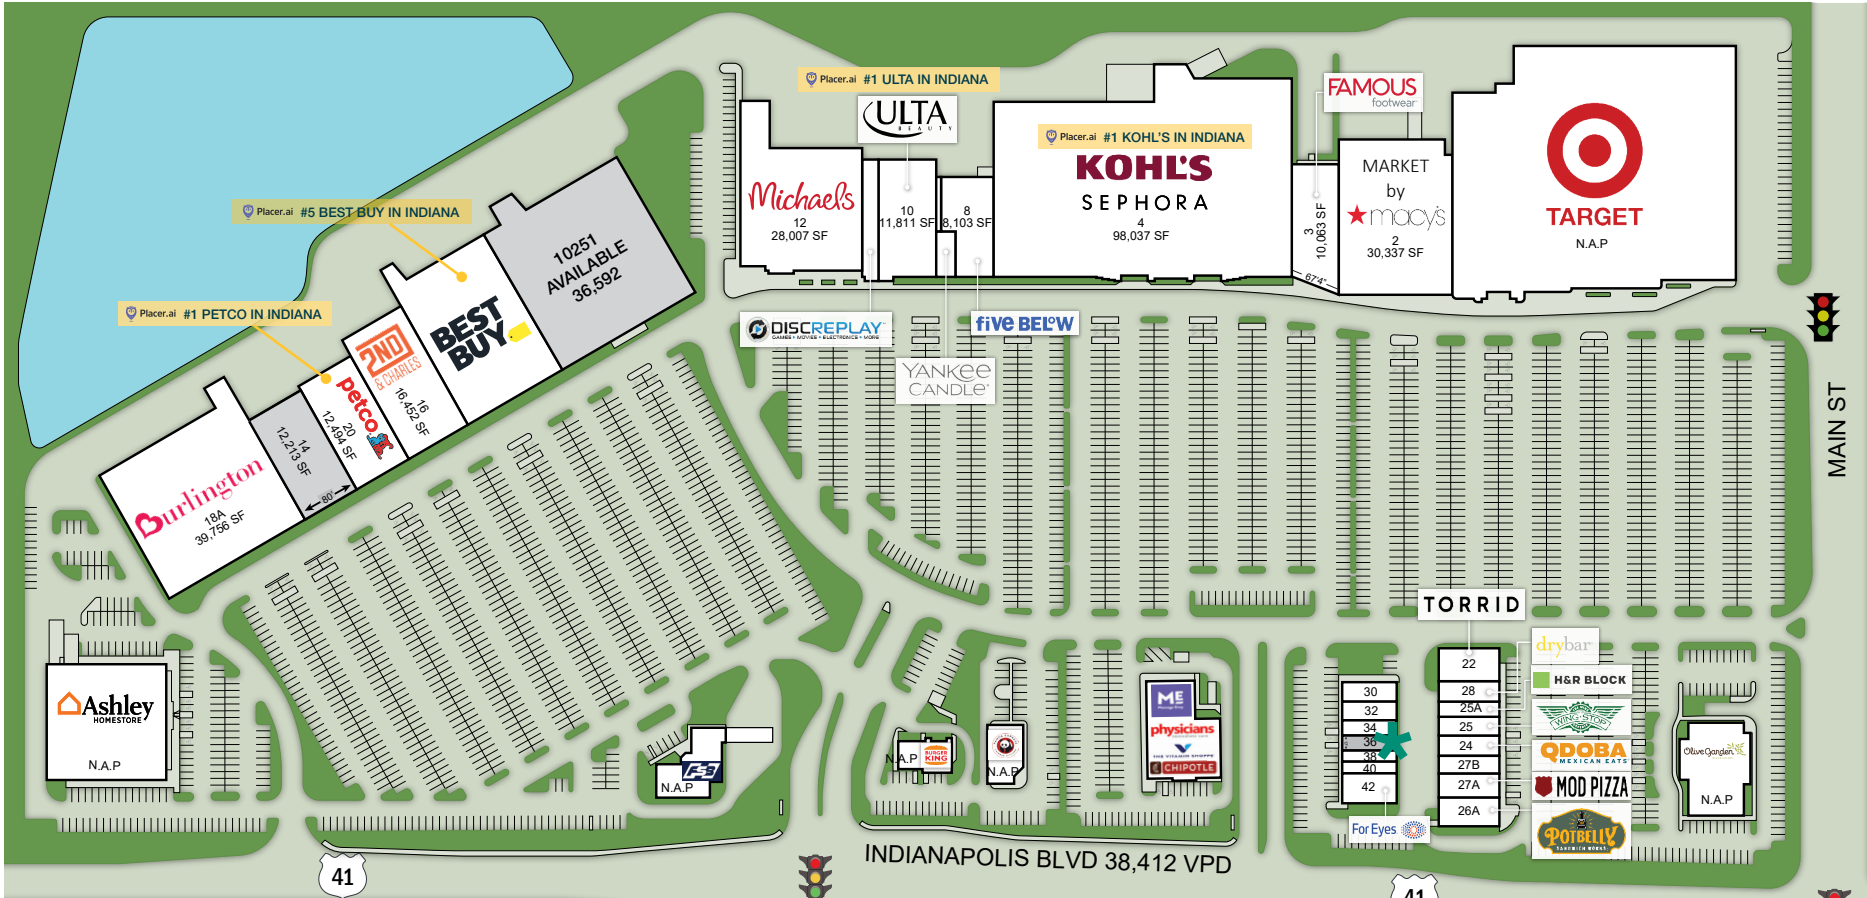 Placer.ai #1 ULTA IN INDIANA
ULTA
BEAUTY
FAMOUS
footwear
Placer.ai #1 KOHL'S IN INDIANA
KOHL'S
SEPHORA
4
98,037 SF
Michaels
12
28,007 SF
10
11,811 SF
8
8,103 SF
3
10,063 SF
67'4"
MARKET
by
macy's
2
30,337 SF
TARGET
N.A.P
Placer.ai #5 BEST BUY IN INDIANA
10251
AVAILABLE
36,592
BEST
BUY
Placer.ai #1 PETCO IN INDIANA
2ND
& CHARLES
16
16,452 SF
petco
20
12,494 SF
14
12,213 SF
80'
Burlington
18A
39,756 SF
DISCREPLAY
GAMES • MOVIES • ELECTRONICS • MORE
FIVE BELOW
YANKEE
CANDLE
MAIN ST
Ashley
HOMESTORE
N.A.P
N.A.P
N.A.P
BURGER
KING
N.A.P
ME
physicians
THE VITAMIN SHOPPE
CHIPOTLE
TORRID
30
32
34
36
38
40
42
For Eyes
22
28
25A
25
24
27B
27A
26A
drybar
H&R BLOCK
WING·STOP
QDOBA
MEXICAN EATS
MOD PIZZA
POTBELLY
SANDWICH WORKS
Olive Garden
N.A.P
INDIANAPOLIS BLVD 38,412 VPD
41
41